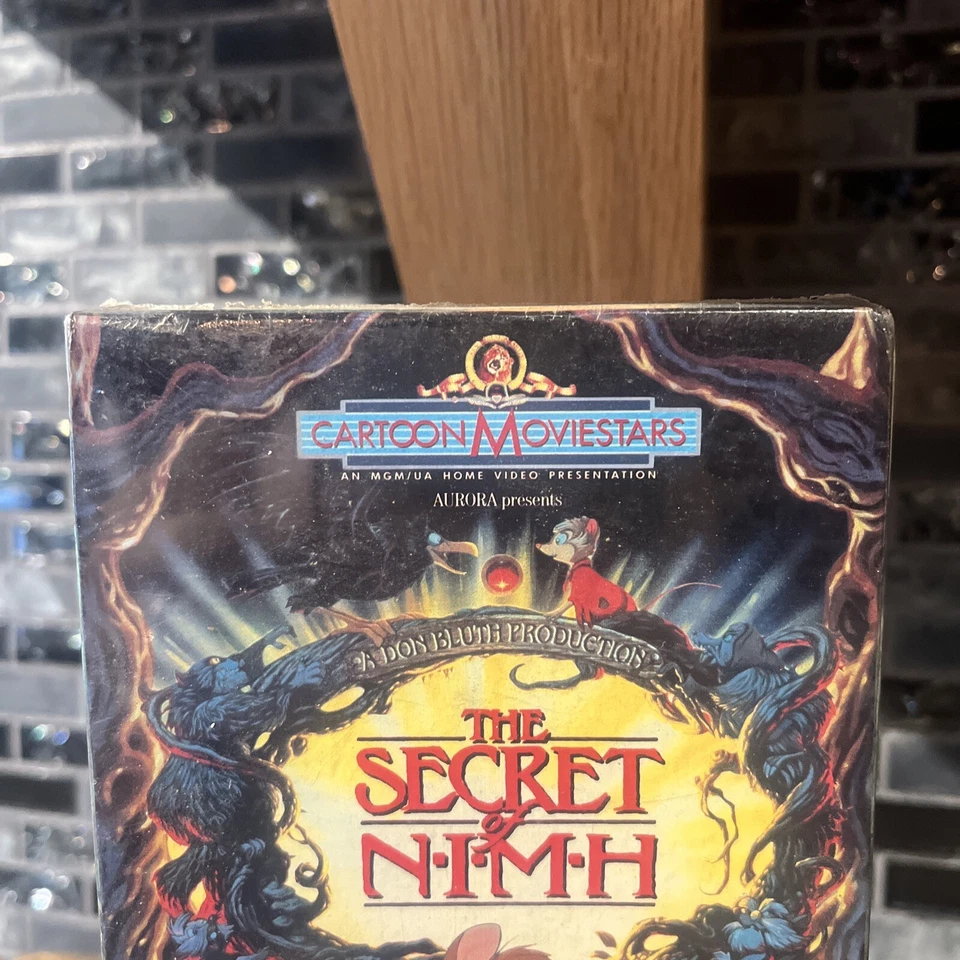 CARTOON MOVIESTARS
AN MGM/UA HOME VIDEO PRESENTATION
AURORA presents
A DON BLUTH PRODUCTION
THE
SECRET
of
N·I·M·H